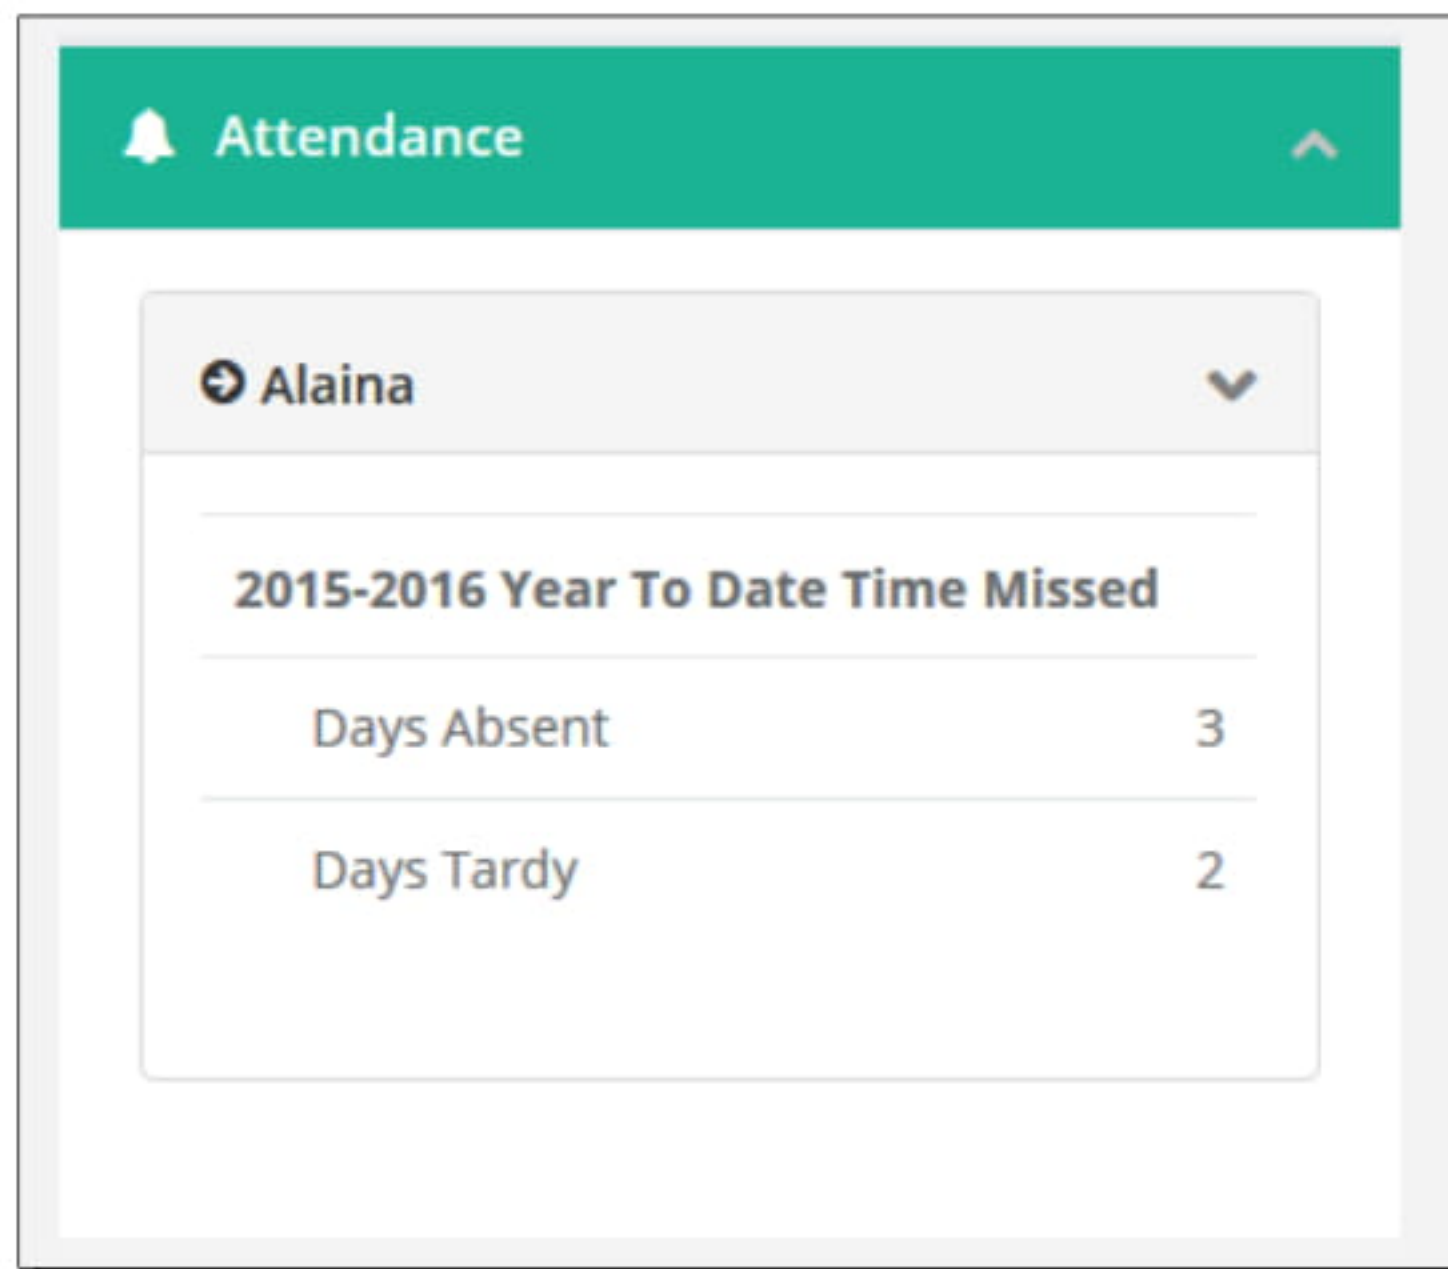 Attendance
Alaina
2015-2016 Year To Date Time Missed
Days Absent 3
Days Tardy 2